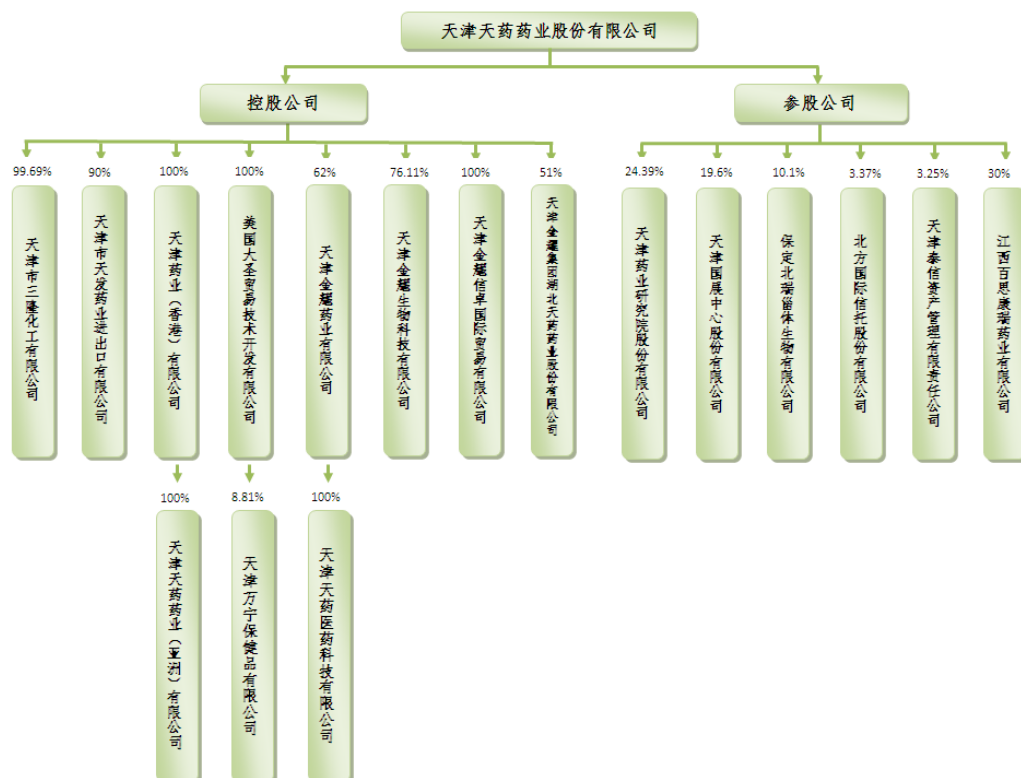 天津天药药业股份有限公司
控股公司
参股公司
99.69%
90%
100%
100%
62%
76.11%
100%
51%
24.39%
19.6%
10.1%
3.37%
3.25%
30%
天津市三隆化工有限公司
天津市天发药业进出口有限公司
天津药业（香港）有限公司
美国大圣贸易技术开发有限公司
天津金耀药业有限公司
天津金耀生物科技有限公司
天津金耀信卓国际贸易有限公司
天津金耀集团湖北天药药业股份有限公司
天津药业研究院股份有限公司
天津国展中心股份有限公司
保定北瑞甾体生物有限公司
北方国际信托股份有限公司
天津泰信资产管理有限责任公司
江西百思康瑞药业有限公司
100%
8.81%
100%
天津天药药业（亚洲）有限公司
天津万宁保健品有限公司
天津天药医药科技有限公司